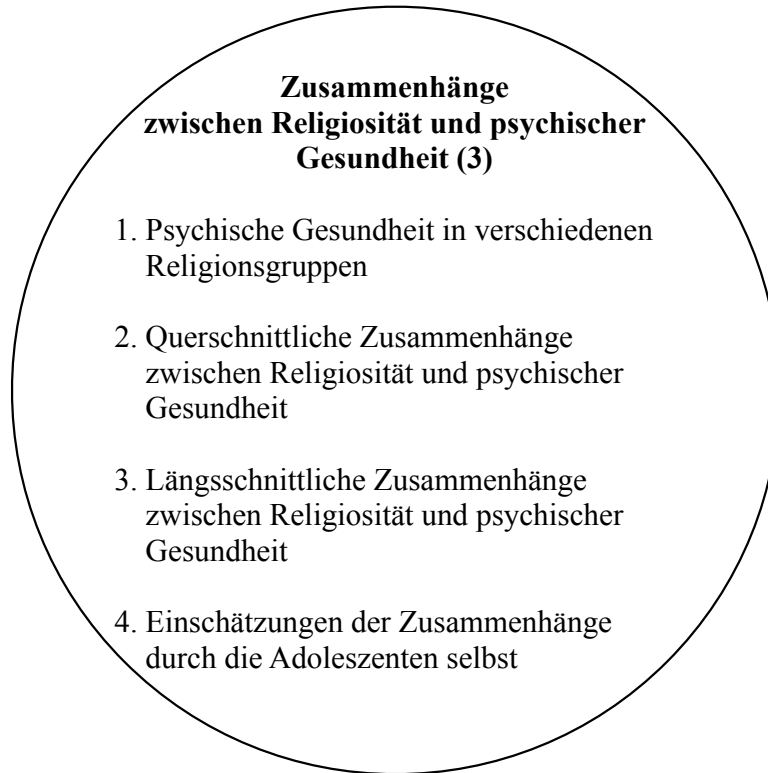 Zusammenhänge
zwischen Religiosität und psychischer
Gesundheit (3)
1. Psychische Gesundheit in verschiedenen
Religionsgruppen
2. Querschnittliche Zusammenhänge
zwischen Religiosität und psychischer
Gesundheit
3. Längsschnittliche Zusammenhänge
zwischen Religiosität und psychischer
Gesundheit
4. Einschätzungen der Zusammenhänge
durch die Adoleszenten selbst